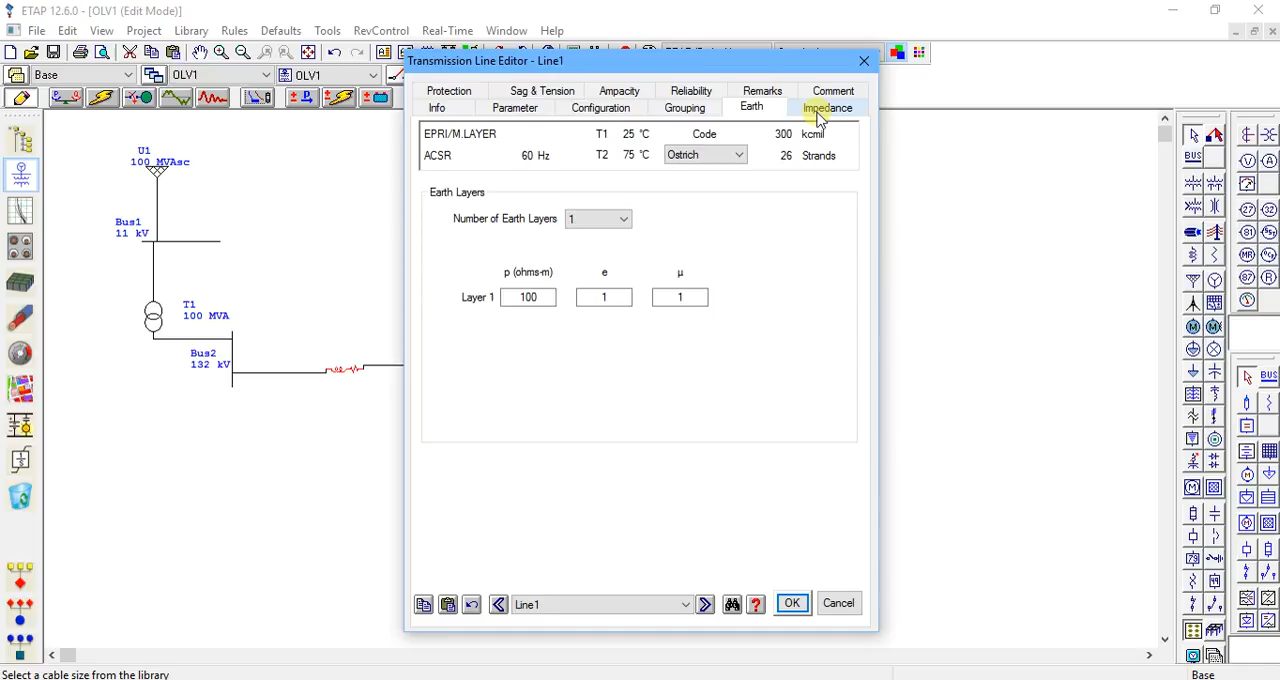 ETAP 12.6.0 - [OLV1 (Edit Mode)]
File Edit View Project Library Rules Defaults Tools RevControl Real-Time Window Help
Base OLV1 OLV1
Transmission Line Editor - Line1
Protection Sag & Tension Ampacity Reliability Remarks Comment
Info Parameter Configuration Grouping Earth Impedance
EPRI/M.LAYER T1 25 °C Code 300 kcmil
ACSR 60 Hz T2 75 °C Ostrich 26 Strands
Earth Layers
Number of Earth Layers 1
p (ohms-m) e µ
Layer 1 100 1 1
U1
100 MVAsc
Bus1
11 kV
T1
100 MVA
Bus2
132 kV
Line1 OK Cancel
Select a cable size from the library
Base